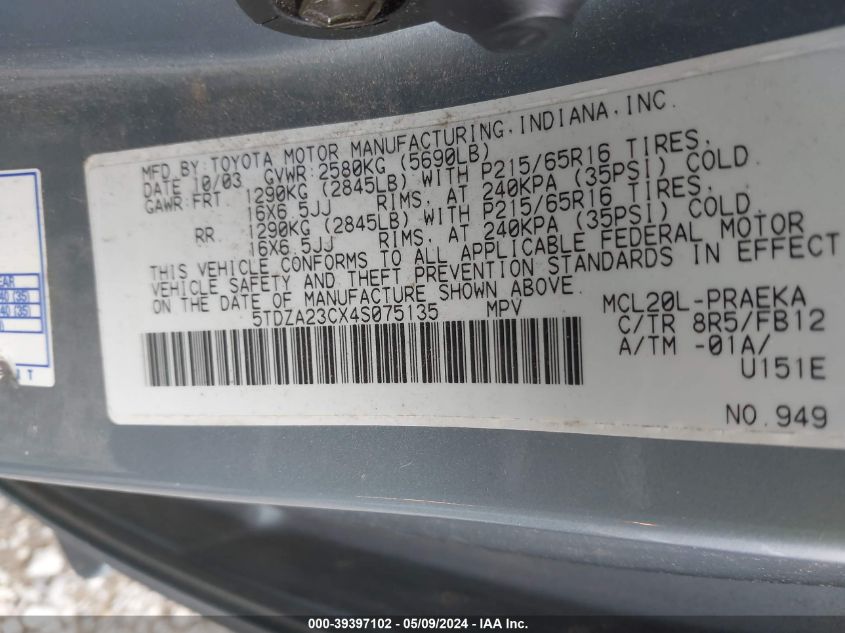 MFD BY:TOYOTA MOTOR MANUFACTURING,INDIANA,INC.
DATE 10/03 GVWR:2580KG (5690LB)
GAWR:FRT 1290KG (2845LB) WITH P215/65R16 TIRES,
16X6.5JJ RIMS, AT 240KPA (35PSI) COLD.
RR 1290KG (2845LB) WITH P215/65R16 TIRES,
16X6.5JJ RIMS, AT 240KPA (35PSI) COLD.
THIS VEHICLE CONFORMS TO ALL APPLICABLE FEDERAL MOTOR
VEHICLE SAFETY AND THEFT PREVENTION STANDARDS IN EFFECT
ON THE DATE OF MANUFACTURE SHOWN ABOVE.
5TDZA23CX4S075135 MPV
MCL20L-PRAEKA
C/TR 8R5/FB12
A/TM -01A/
U151E
NO.949
EAR
(35)
(35)
000-39397102 - 05/09/2024 - IAA Inc.